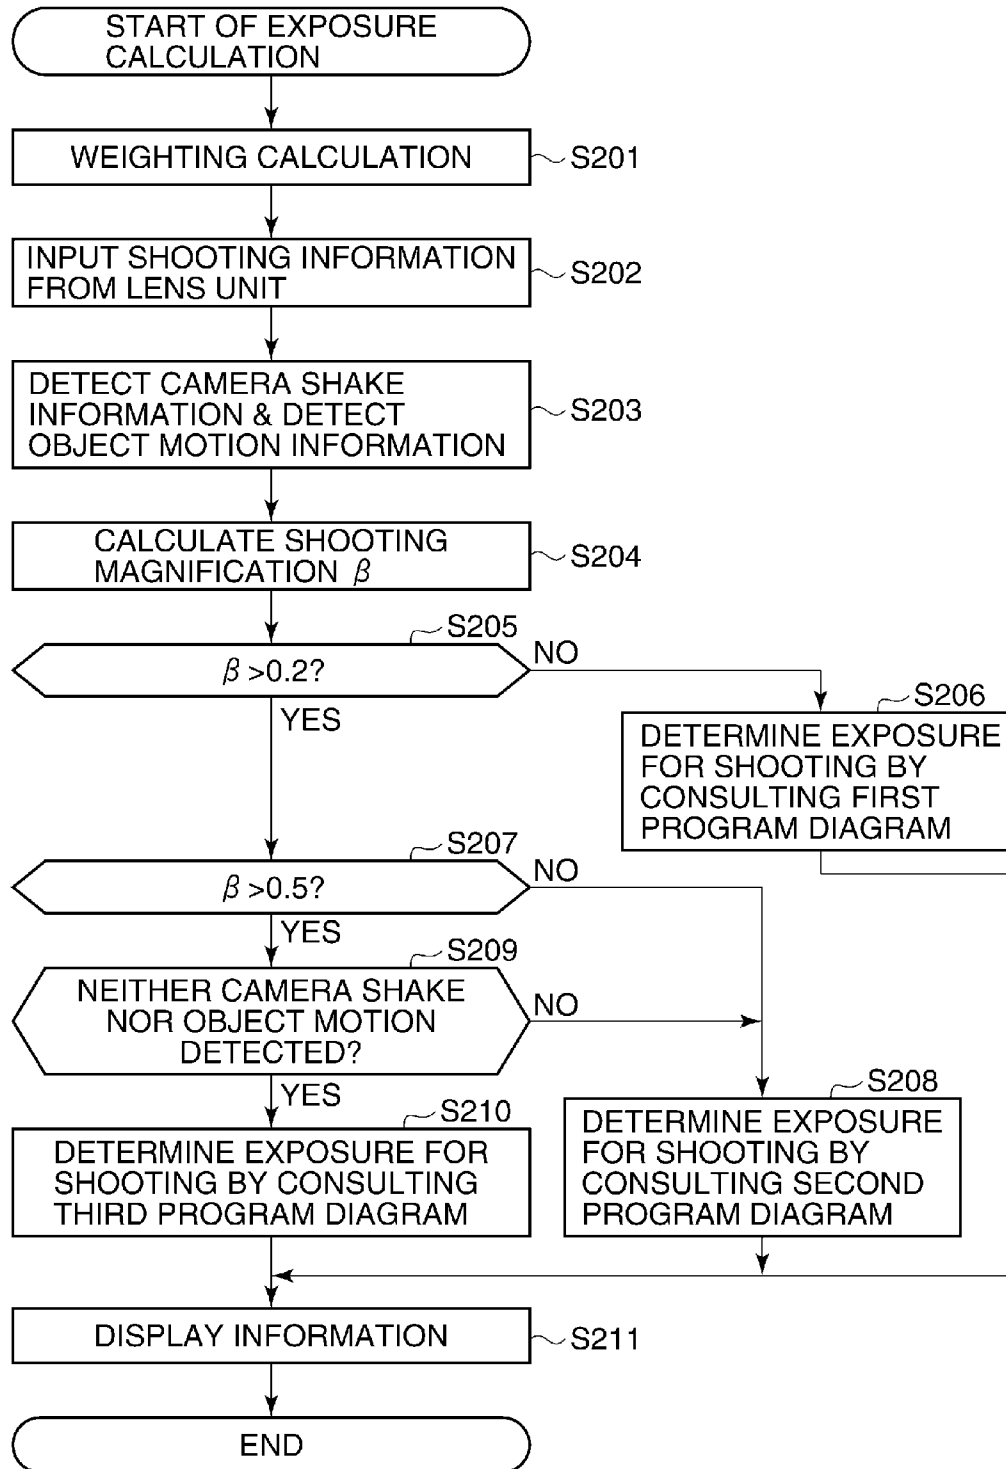 START OF EXPOSURE
CALCULATION
WEIGHTING CALCULATION
S201
INPUT SHOOTING INFORMATION
FROM LENS UNIT
S202
DETECT CAMERA SHAKE
INFORMATION & DETECT
OBJECT MOTION INFORMATION
S203
CALCULATE SHOOTING
MAGNIFICATION β
S204
S205
β>0.2?
NO
YES
S206
DETERMINE EXPOSURE
FOR SHOOTING BY
CONSULTING FIRST
PROGRAM DIAGRAM
S207
β>0.5?
NO
YES
S209
NEITHER CAMERA SHAKE
NOR OBJECT MOTION
DETECTED?
NO
YES
S208
DETERMINE EXPOSURE
FOR SHOOTING BY
CONSULTING SECOND
PROGRAM DIAGRAM
S210
DETERMINE EXPOSURE FOR
SHOOTING BY CONSULTING
THIRD PROGRAM DIAGRAM
DISPLAY INFORMATION
S211
END